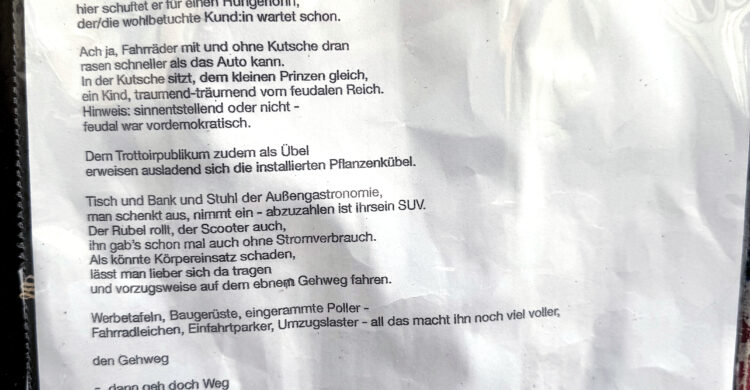 hier schuftet er für einen Hungerlohn,
der/die wohlbetuchte Kund:in wartet schon.
Ach ja, Fahrräder mit und ohne Kutsche dran
rasen schneller als das Auto kann.
In der Kutsche sitzt, dem kleinen Prinzen gleich,
ein Kind, traumend-träumend vom feudalen Reich.
Hinweis: sinnentstellend oder nicht -
feudal war vordemokratisch.
Dem Trottoirpublikum zudem als Übel
erweisen ausladend sich die installierten Pflanzenkübel.
Tisch und Bank und Stuhl der Außengastronomie,
man schenkt aus, nimmt ein - abzuzahlen ist ihrsein SUV.
Der Rubel rollt, der Scooter auch,
ihn gab's schon mal auch ohne Stromverbrauch.
Als könnte Körpereinsatz schaden,
lässt man lieber sich da tragen
und vorzugsweise auf dem ebnem Gehweg fahren.
Werbetafeln, Baugerüste, eingerammte Poller -
Fahrradleichen, Einfahrtparker, Umzugslaster - all das macht ihn noch viel voller,
den Gehweg
- dann geh doch Weg